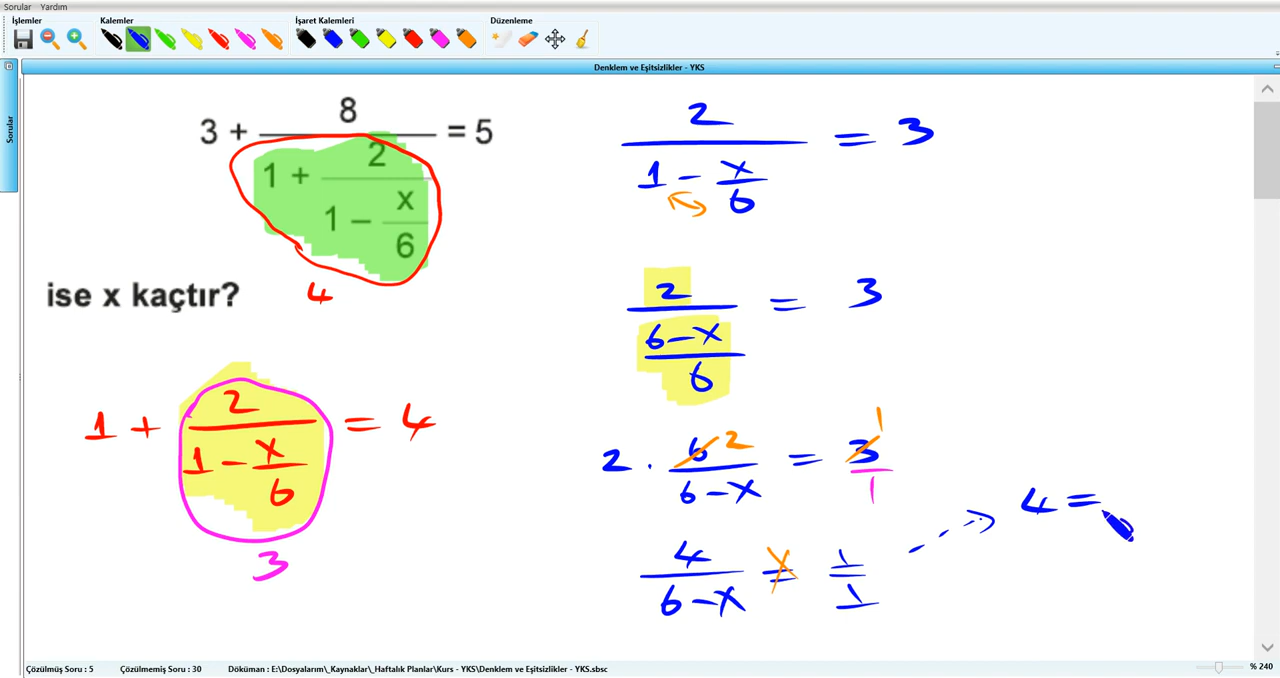 Sorular Yardım
İşlemler Kalemler İşaret Kalemleri Düzenleme
Denklem ve Eşitsizlikler - YKS
Sorular
3 + 8 / (1 + 2 / (1 − x/6)) = 5
4
ise x kaçtır?
1 + 2 / (1 − x/6) = 4
3
2 / (1 − x/6) = 3
2 / ((6 − x)/6) = 3
2 . 6/(6 − x) = 3/1
2 1
4/(6 − x) = 1/1
4 =
Çözülmüş Soru : 5 Çözülmemiş Soru : 30 Döküman : E:\Dosyalarım\_Kaynaklar\_Haftalık Planlar\Kurs - YKS\Denklem ve Eşitsizlikler - YKS.sbsc % 240